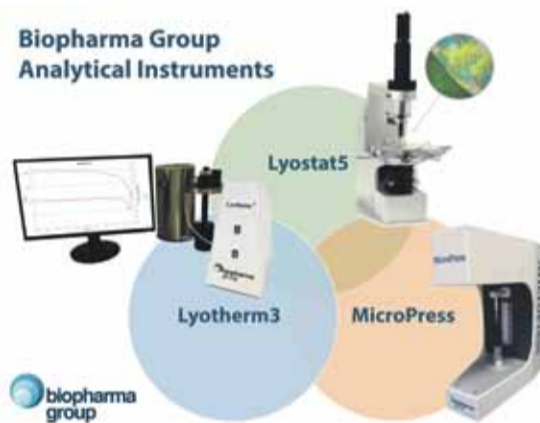 Biopharma Group
Analytical Instruments
Lyostat5
Lyotherm3
MicroPress
biopharma
group